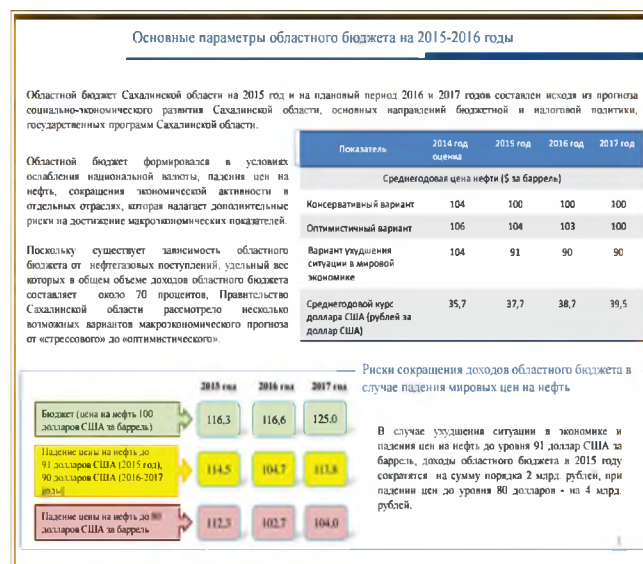 Основные параметры областного бюджета на 2015-2016 годы
Областной бюджет Сахалинской области на 2015 год и на плановый период 2016 и 2017 годов составлен исходя из прогноза
социально-экономического развития Сахалинской области, основных направлений бюджетной и налоговой политики,
государственных программ Сахалинской области.
Областной бюджет формировался в условиях
ослабления национальной валюты, падения цен на
нефть, сокращения экономической активности в
отдельных отраслях, которая налагает дополнительные
риски на достижение макроэкономических показателей.
Поскольку существует зависимость областного
бюджета от нефтегазовых поступлений, удельный вес
которых в общем объеме доходов областного бюджета
составляет около 70 процентов, Правительство
Сахалинской области рассмотрело несколько
возможных вариантов макроэкономического прогноза
от «стрессового» до «оптимистического».
Показатель 2014 год оценка 2015 год 2016 год 2017 год
Среднегодовая цена нефти ($ за баррель)
Консервативный вариант 104 100 100 100
Оптимистичный вариант 106 104 103 100
Вариант ухудшения 104 91 90 90
ситуации в мировой
экономике
Среднегодовой курс 35,7 37,7 38,7 39,5
доллара США (рублей за
доллар США)
Риски сокращения доходов областного бюджета в
случае падения мировых цен на нефть
2015 год 2016 год 2017 год
Бюджет (цена на нефть 100
долларов США за баррель)
116,3 116,6 125,0
Падение цены на нефть до
91 долларов США (2015 год),
90 долларов США (2016-2017
годы)
114,5 104,7 113,8
Падение цены на нефть до 80
долларов США за баррель
112,3 102,7 104,0
В случае ухудшения ситуации в экономике и
падения цен на нефть до уровня 91 доллар США за
баррель, доходы областного бюджета в 2015 году
сократятся на сумму порядка 2 млрд. рублей, при
падении цен до уровня 80 долларов - на 4 млрд.
рублей.
1